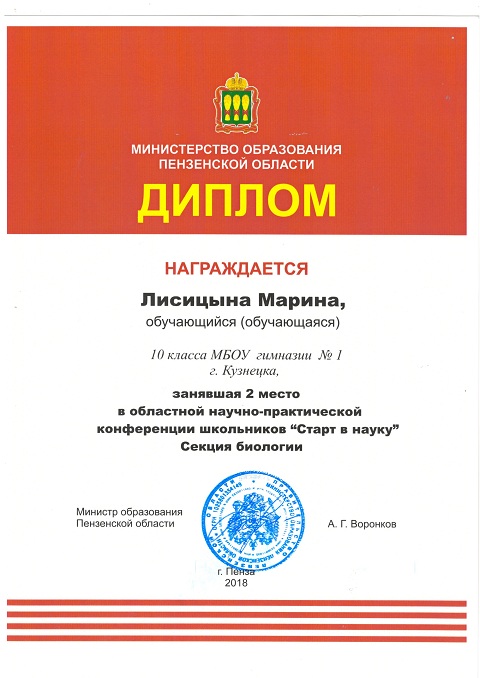 МИНИСТЕРСТВО ОБРАЗОВАНИЯ
ПЕНЗЕНСКОЙ ОБЛАСТИ
ДИПЛОМ
НАГРАЖДАЕТСЯ
Лисицына Марина,
обучающийся (обучающаяся)
10 класса МБОУ гимназии № 1
г. Кузнецка,
занявшая 2 место
в областной научно-практической
конференции школьников “Старт в науку”
Секция биологии
Министр образования
Пензенской области
А. Г. Воронков
г. Пенза
2018